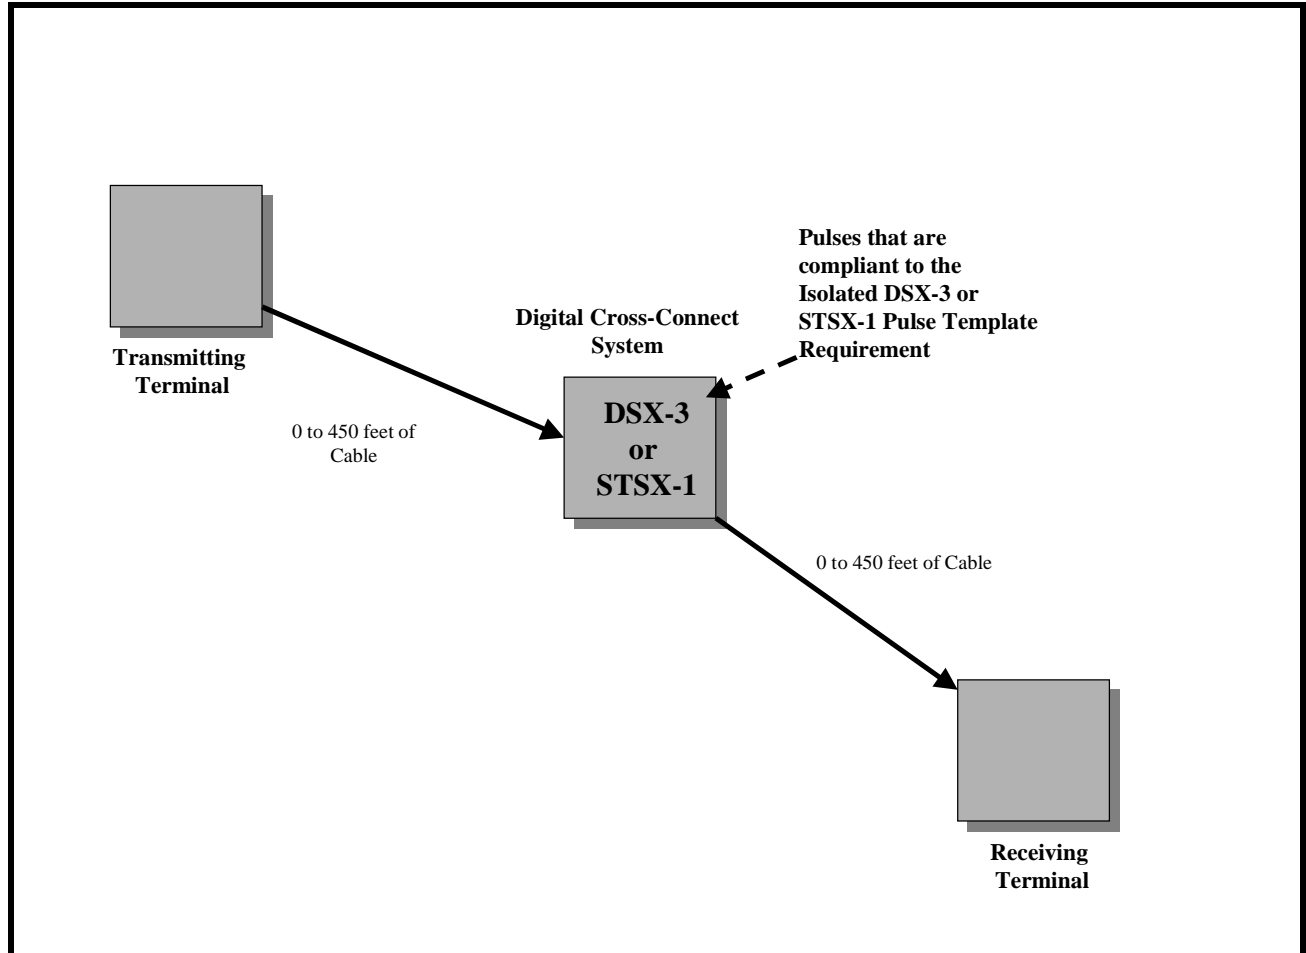 Pulses that are
compliant to the
Isolated DSX-3 or
STSX-1 Pulse Template
Requirement
Digital Cross-Connect
System
Transmitting
Terminal
DSX-3
or
STSX-1
0 to 450 feet of
Cable
0 to 450 feet of Cable
Receiving
Terminal